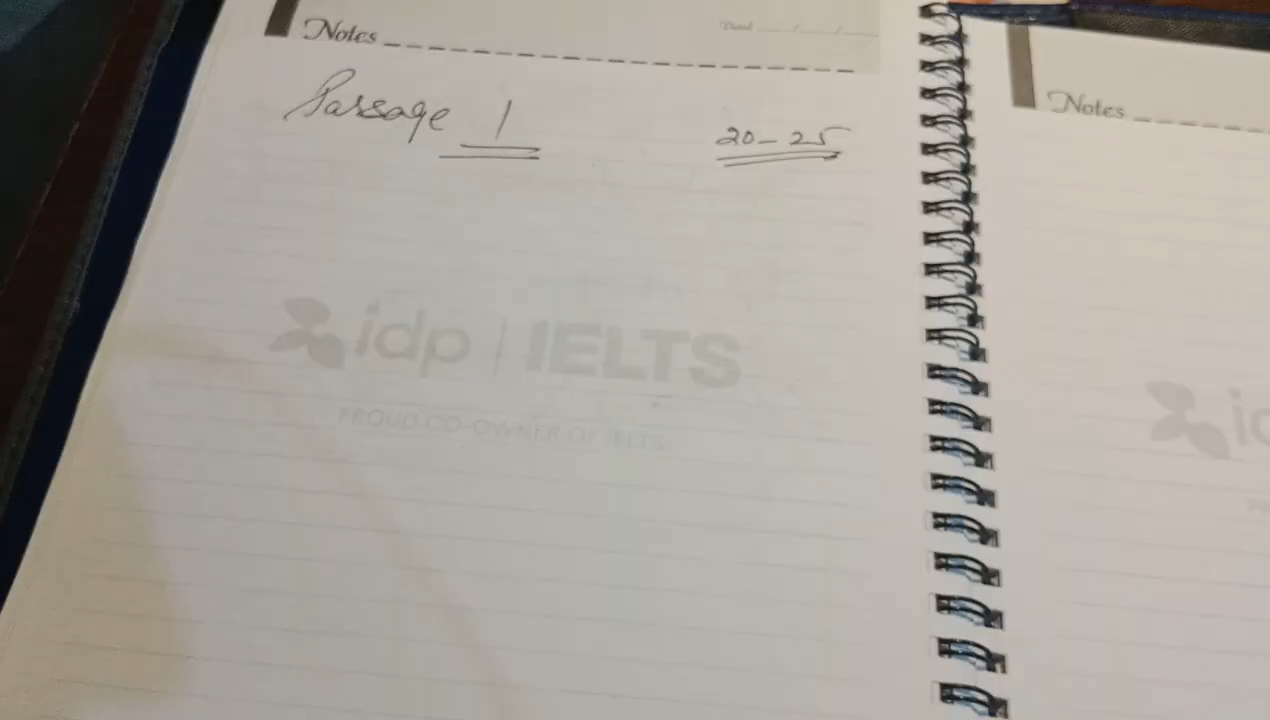 Notes
Passage 1
20-25
idp | IELTS
PROUD CO-OWNER OF IELTS
Notes